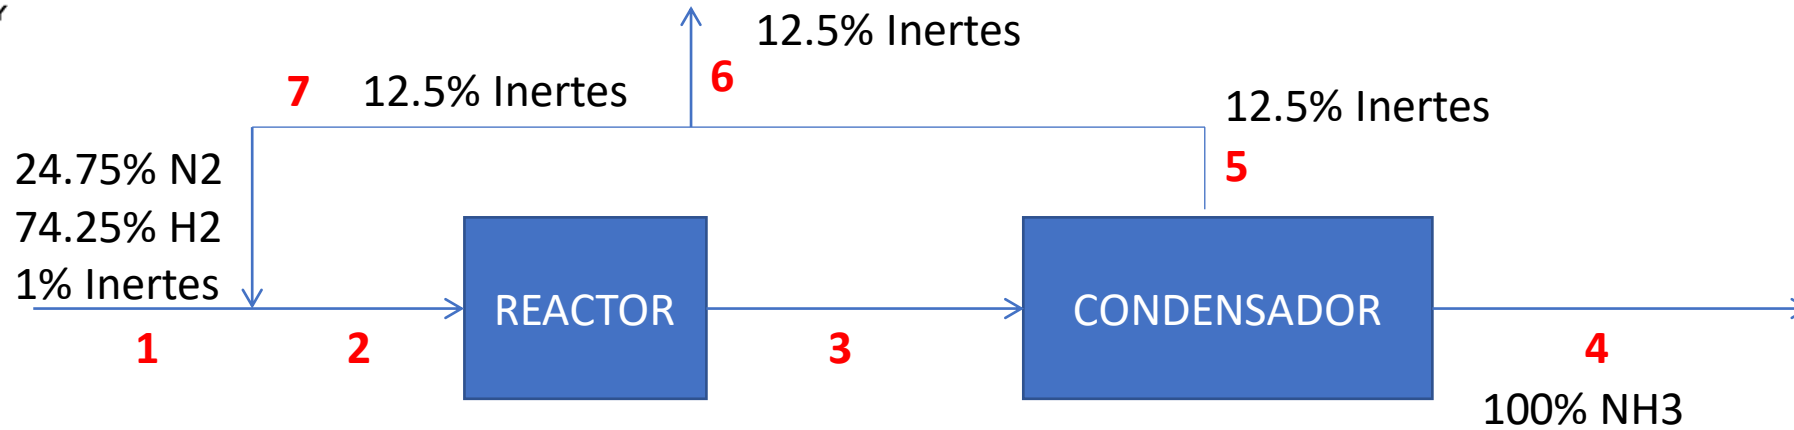 12.5% Inertes
6
7 12.5% Inertes
12.5% Inertes
5
24.75% N2
74.25% H2
1% Inertes
REACTOR
CONDENSADOR
1
2
3
4
100% NH3